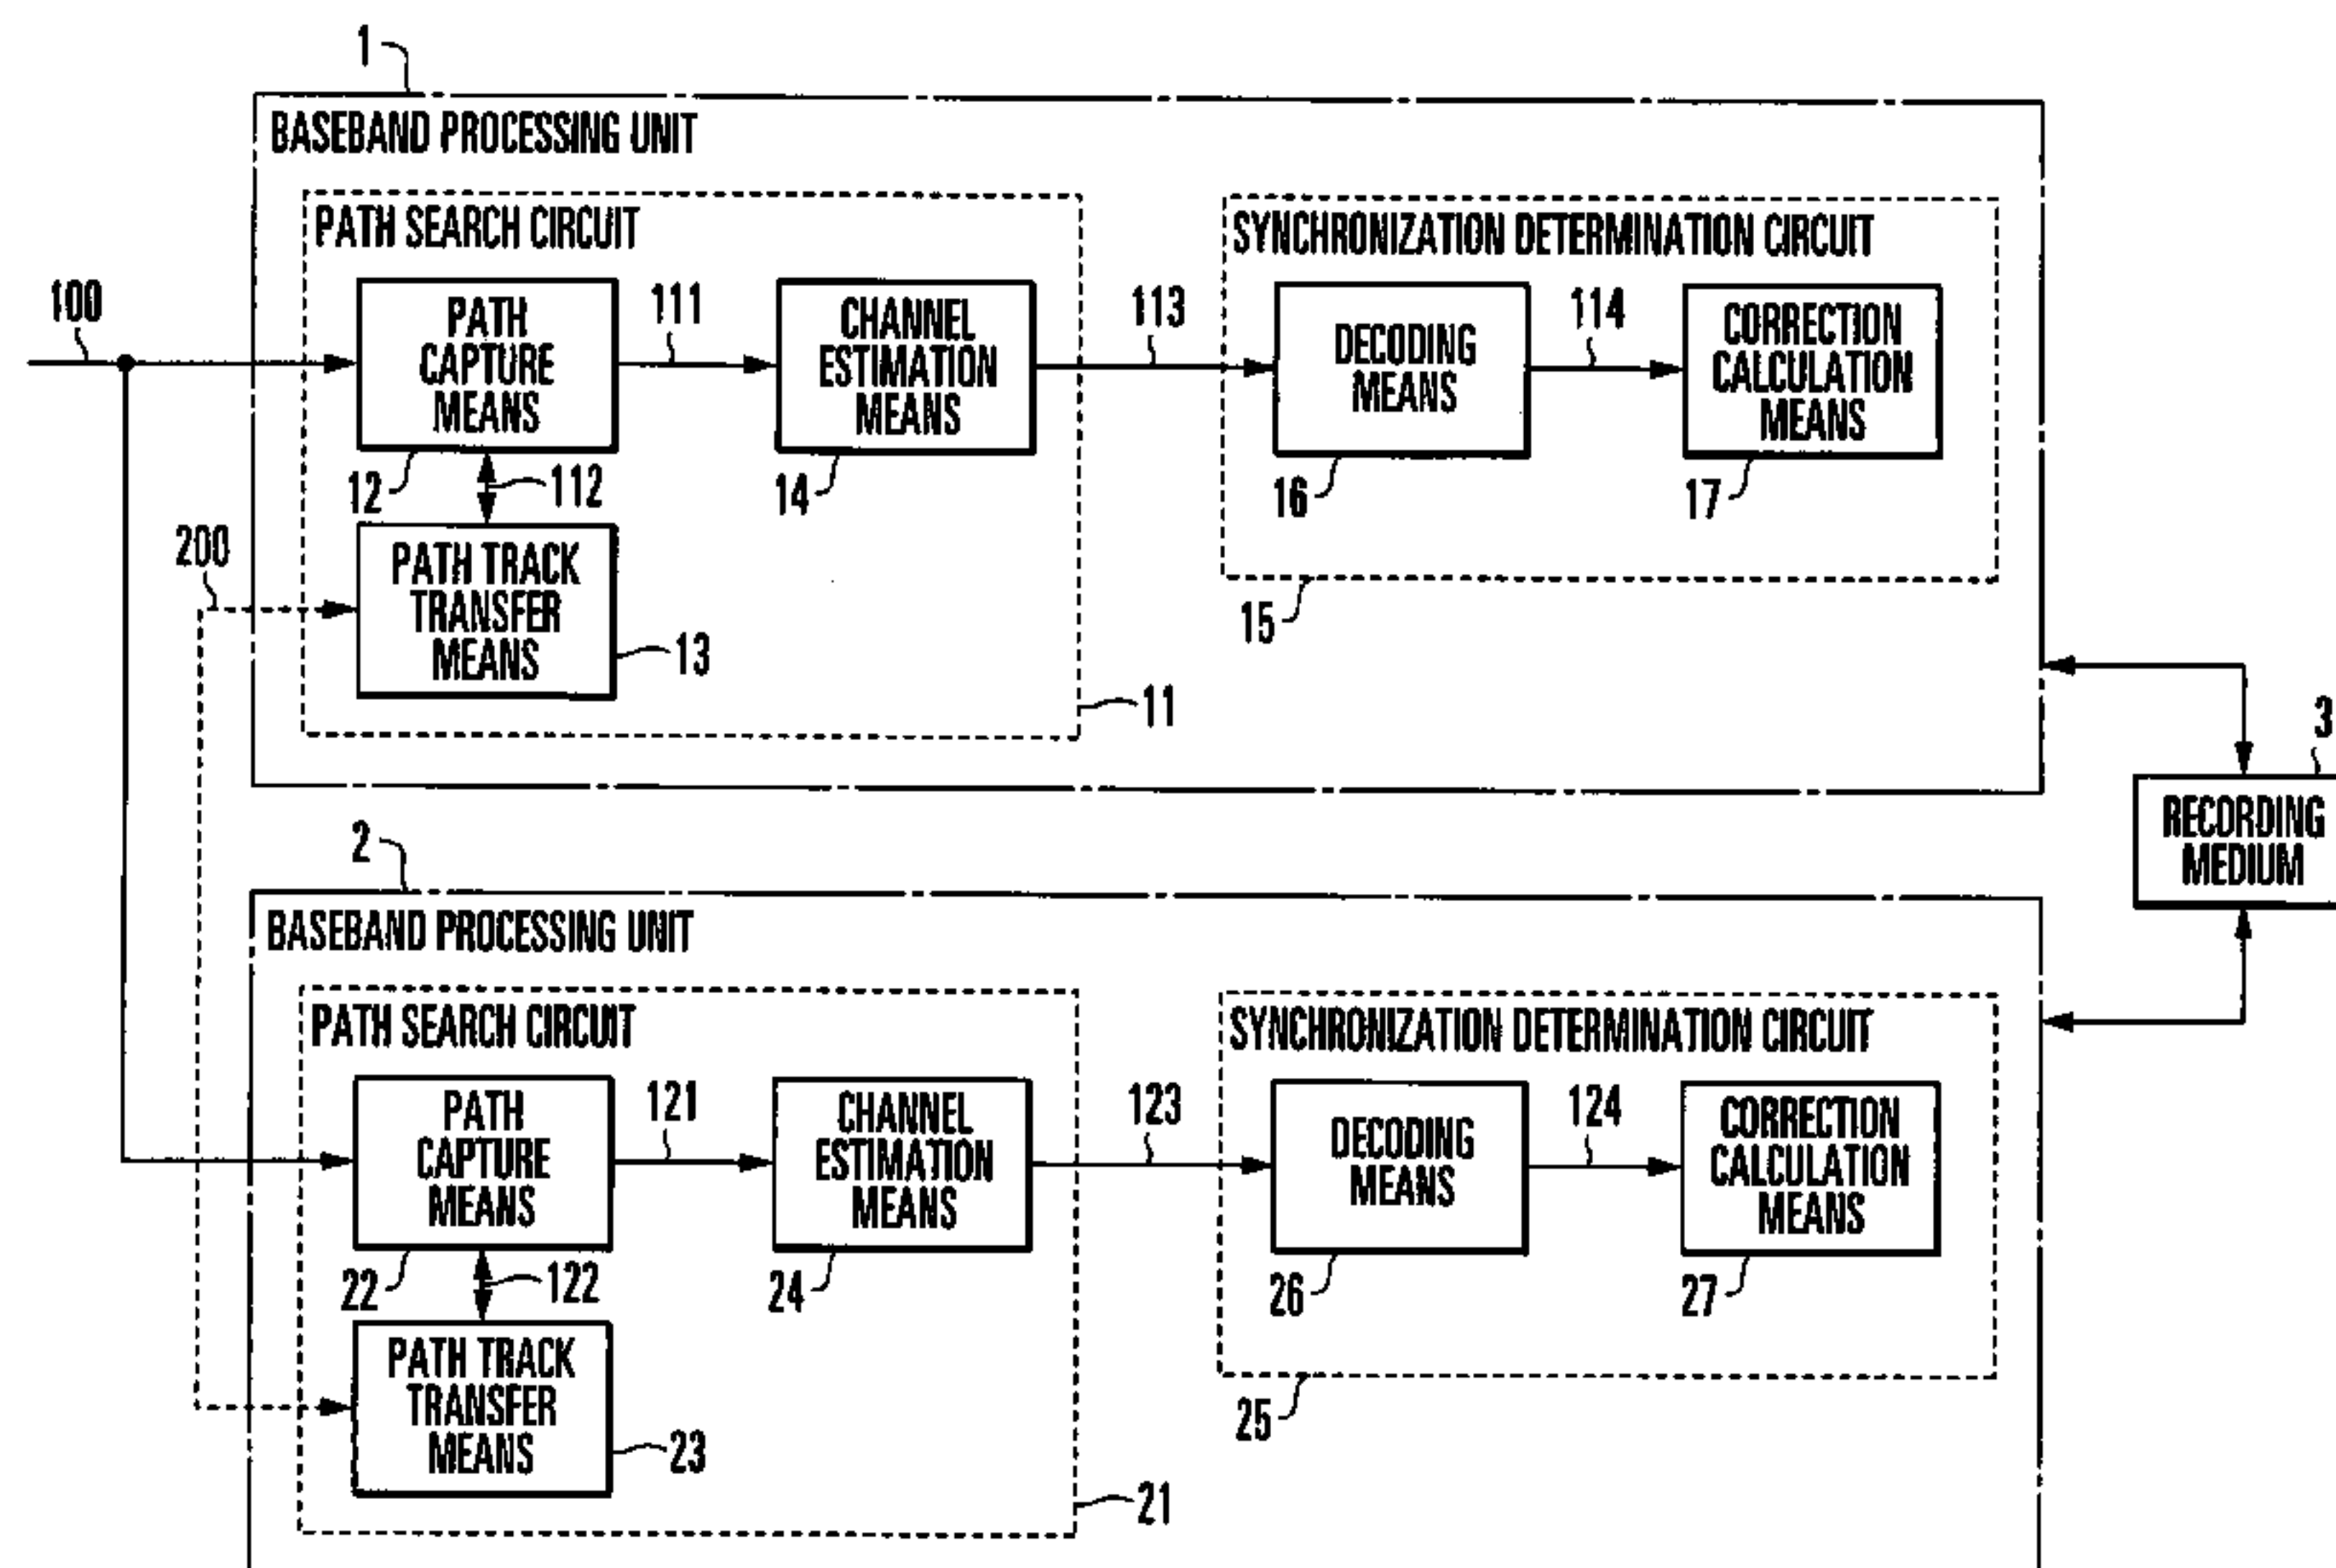 1
BASEBAND PROCESSING UNIT
PATH SEARCH CIRCUIT
SYNCHRONIZATION DETERMINATION CIRCUIT
100
PATH
CAPTURE
MEANS
111
CHANNEL
ESTIMATION
MEANS
113
DECODING
MEANS
114
CORRECTION
CALCULATION
MEANS
12
112
14
16
17
200
PATH TRACK
TRANSFER
MEANS
13
15
11
3
RECORDING
MEDIUM
2
BASEBAND PROCESSING UNIT
PATH SEARCH CIRCUIT
SYNCHRONIZATION DETERMINATION CIRCUIT
PATH
CAPTURE
MEANS
121
CHANNEL
ESTIMATION
MEANS
123
DECODING
MEANS
124
CORRECTION
CALCULATION
MEANS
22
122
24
26
27
PATH TRACK
TRANSFER
MEANS
23
25
21